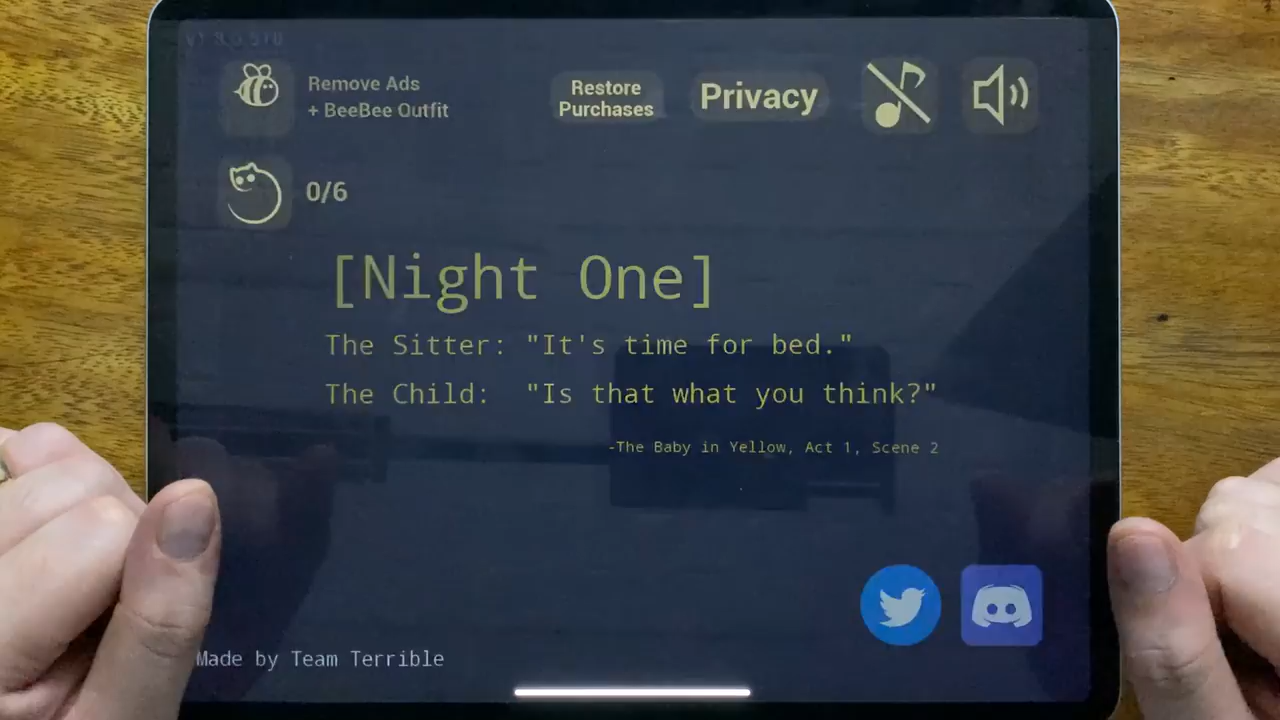 Remove Ads
+ BeeBee Outfit
Restore
Purchases
Privacy
0/6
[Night One]
The Sitter: "It's time for bed."
The Child: "Is that what you think?"
-The Baby in Yellow, Act 1, Scene 2
Made by Team Terrible